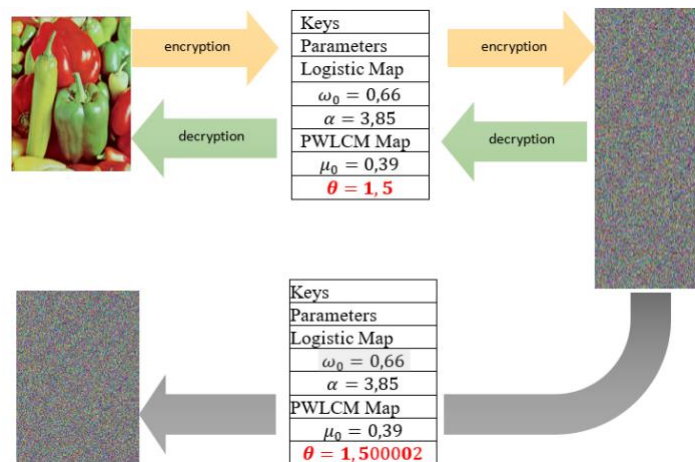 encryption
Keys
Parameters
Logistic Map
ω₀ = 0,66
α = 3,85
PWLCM Map
μ₀ = 0,39
θ = 1, 5
encryption
decryption
decryption
Keys
Parameters
Logistic Map
ω₀ = 0,66
α = 3,85
PWLCM Map
μ₀ = 0,39
θ = 1, 500002